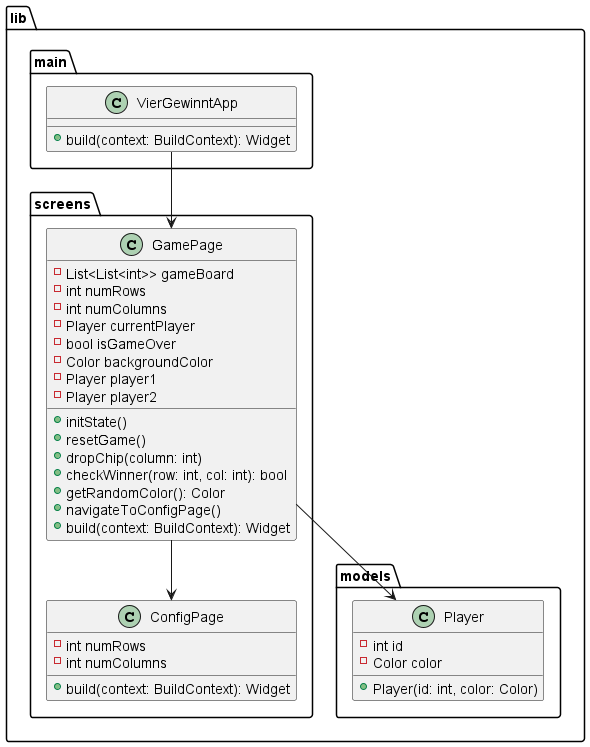 lib
main
C VierGewinntApp
build(context: BuildContext): Widget
screens
C GamePage
List<List<int>> gameBoard
int numRows
int numColumns
Player currentPlayer
bool isGameOver
Color backgroundColor
Player player1
Player player2
initState()
resetGame()
dropChip(column: int)
checkWinner(row: int, col: int): bool
getRandomColor(): Color
navigateToConfigPage()
build(context: BuildContext): Widget
C ConfigPage
int numRows
int numColumns
build(context: BuildContext): Widget
models
C Player
int id
Color color
Player(id: int, color: Color)